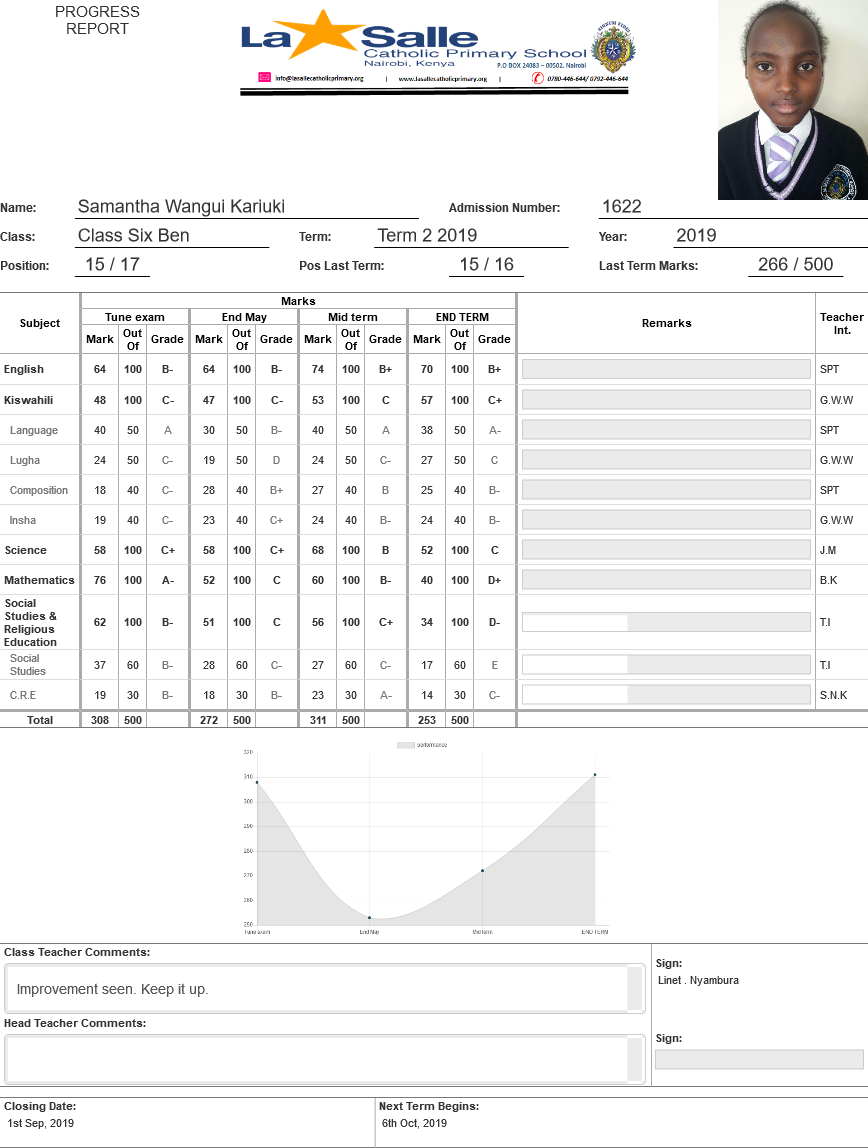 PROGRESS
REPORT
La Salle
Catholic Primary School
Nairobi, Kenya
P.O BOX 24083 – 00502, Nairobi
info@lasallecatholicprimary.org | www.lasallecatholicprimary.org | 0780-446-644/ 0792-446-644
Name: Samantha Wangui Kariuki Admission Number: 1622
Class: Class Six Ben Term: Term 2 2019 Year: 2019
Position: 15 / 17 Pos Last Term: 15 / 16 Last Term Marks: 266 / 500
Subject Marks Remarks Teacher Int.
Tune exam End May Mid term END TERM
Mark Out Of Grade Mark Out Of Grade Mark Out Of Grade Mark Out Of Grade
English 64 100 B- 64 100 B- 74 100 B+ 70 100 B+ SPT
Kiswahili 48 100 C- 47 100 C- 53 100 C 57 100 C+ G.W.W
Language 40 50 A 30 50 B- 40 50 A 38 50 A- SPT
Lugha 24 50 C- 19 50 D 24 50 C- 27 50 C G.W.W
Composition 18 40 C- 28 40 B+ 27 40 B 25 40 B- SPT
Insha 19 40 C- 23 40 C+ 24 40 B- 24 40 B- G.W.W
Science 58 100 C+ 58 100 C+ 68 100 B 52 100 C J.M
Mathematics 76 100 A- 52 100 C 60 100 B- 40 100 D+ B.K
Social
Studies &
Religious
Education 62 100 B- 51 100 C 56 100 C+ 34 100 D- T.I
Social
Studies 37 60 B- 28 60 C- 27 60 C- 17 60 E T.I
C.R.E 19 30 B- 18 30 B- 23 30 A- 14 30 C- S.N.K
Total 308 500 272 500 311 500 253 500
performance
320
310
300
290
280
270
260
250
Tune exam End May Mid term END TERM
Class Teacher Comments:
Improvement seen. Keep it up.
Sign:
Linet . Nyambura
Head Teacher Comments:
Sign:
Closing Date: Next Term Begins:
1st Sep, 2019 6th Oct, 2019